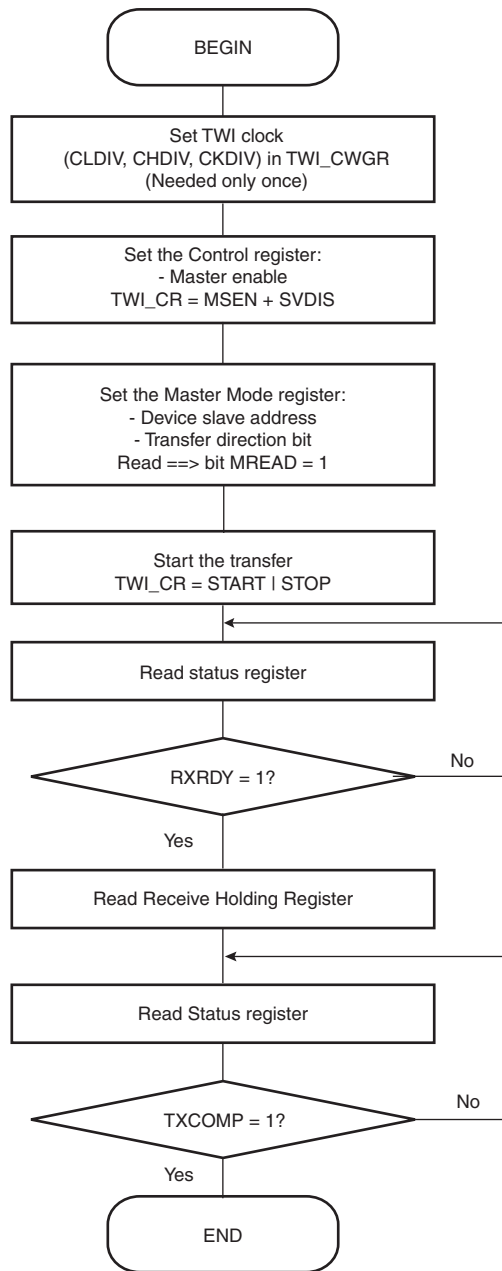 BEGIN
Set TWI clock
(CLDIV, CHDIV, CKDIV) in TWI_CWGR
(Needed only once)
Set the Control register:
- Master enable
TWI_CR = MSEN + SVDIS
Set the Master Mode register:
- Device slave address
- Transfer direction bit
Read ==> bit MREAD = 1
Start the transfer
TWI_CR = START | STOP
Read status register
RXRDY = 1?
No
Yes
Read Receive Holding Register
Read Status register
TXCOMP = 1?
No
Yes
END